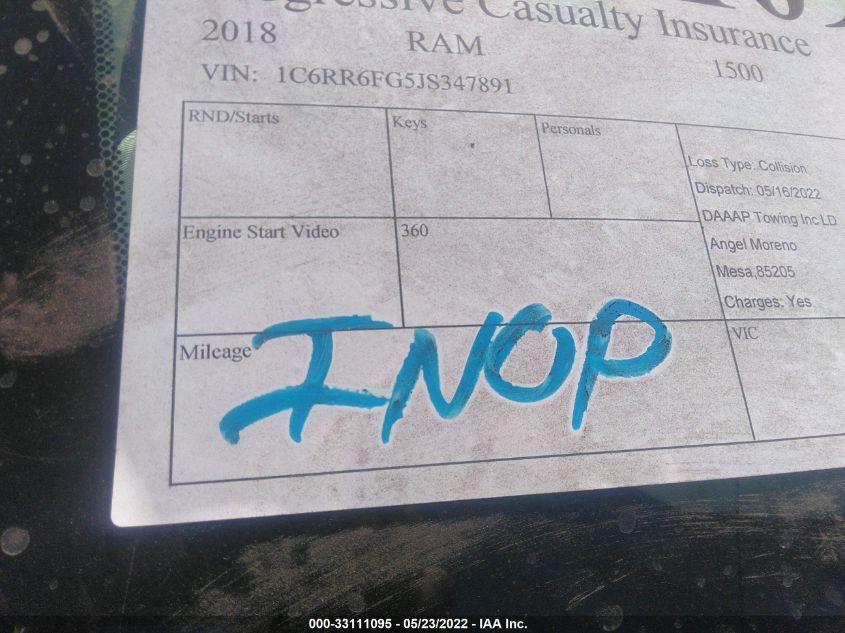 Casualty Insurance
2018 RAM 1500
VIN: 1C6RR6FG5JS347891
RND/Starts
Keys
Personals
Loss Type: Collision
Dispatch: 05/16/2022
DAAAP Towing Inc LD
Angel Moreno
Mesa,85205
Charges: Yes
Engine Start Video
360
Mileage
INOP
VIC
000-33111095 - 05/23/2022 - IAA Inc.